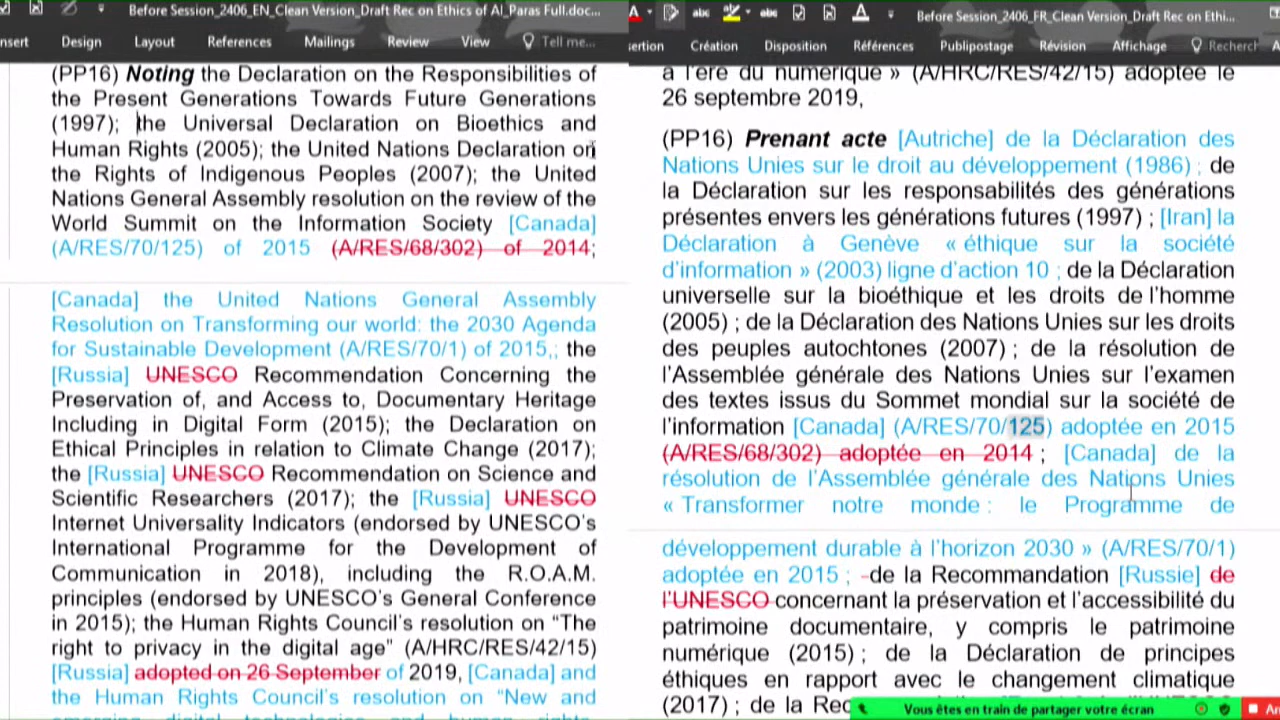 Before Session_2406_EN_Clean Version_Draft Rec on Ethics of AI_Paras Full.doc...
nsert Design Layout References Mailings Review View Tell me...
(PP16) Noting the Declaration on the Responsibilities of
the Present Generations Towards Future Generations
(1997); the Universal Declaration on Bioethics and
Human Rights (2005); the United Nations Declaration on
the Rights of Indigenous Peoples (2007); the United
Nations General Assembly resolution on the review of the
World Summit on the Information Society [Canada]
(A/RES/70/125) of 2015 (A/RES/68/302) of 2014;
[Canada] the United Nations General Assembly
Resolution on Transforming our world: the 2030 Agenda
for Sustainable Development (A/RES/70/1) of 2015,; the
[Russia] UNESCO Recommendation Concerning the
Preservation of, and Access to, Documentary Heritage
Including in Digital Form (2015); the Declaration on
Ethical Principles in relation to Climate Change (2017);
the [Russia] UNESCO Recommendation on Science and
Scientific Researchers (2017); the [Russia] UNESCO
Internet Universality Indicators (endorsed by UNESCO's
International Programme for the Development of
Communication in 2018), including the R.O.A.M.
principles (endorsed by UNESCO's General Conference
in 2015); the Human Rights Council's resolution on "The
right to privacy in the digital age" (A/HRC/RES/42/15)
[Russia] adopted on 26 September of 2019, [Canada] and
the Human Rights Council's resolution on "New and
emerging digital technologies and human rights
Before Session_2406_FR_Clean Version_Draft Rec on Ethi...
sertion Création Disposition Références Publipostage Révision Affichage Recherch
à l'ère du numérique » (A/HRC/RES/42/15) adoptée le
26 septembre 2019,
(PP16) Prenant acte [Autriche] de la Déclaration des
Nations Unies sur le droit au développement (1986) ; de
la Déclaration sur les responsabilités des générations
présentes envers les générations futures (1997) ; [Iran] la
Déclaration à Genève « éthique sur la société
d'information » (2003) ligne d'action 10 ; de la Déclaration
universelle sur la bioéthique et les droits de l'homme
(2005) ; de la Déclaration des Nations Unies sur les droits
des peuples autochtones (2007) ; de la résolution de
l'Assemblée générale des Nations Unies sur l'examen
des textes issus du Sommet mondial sur la société de
l'information [Canada] (A/RES/70/125) adoptée en 2015
(A/RES/68/302) adoptée en 2014 ; [Canada] de la
résolution de l'Assemblée générale des Nations Unies
« Transformer notre monde : le Programme de
développement durable à l'horizon 2030 » (A/RES/70/1)
adoptée en 2015 ; de la Recommandation [Russie] de
l'UNESCO concernant la préservation et l'accessibilité du
patrimoine documentaire, y compris le patrimoine
numérique (2015) ; de la Déclaration de principes
éthiques en rapport avec le changement climatique
(2017) ; de la Rec
Vous êtes en train de partager votre écran